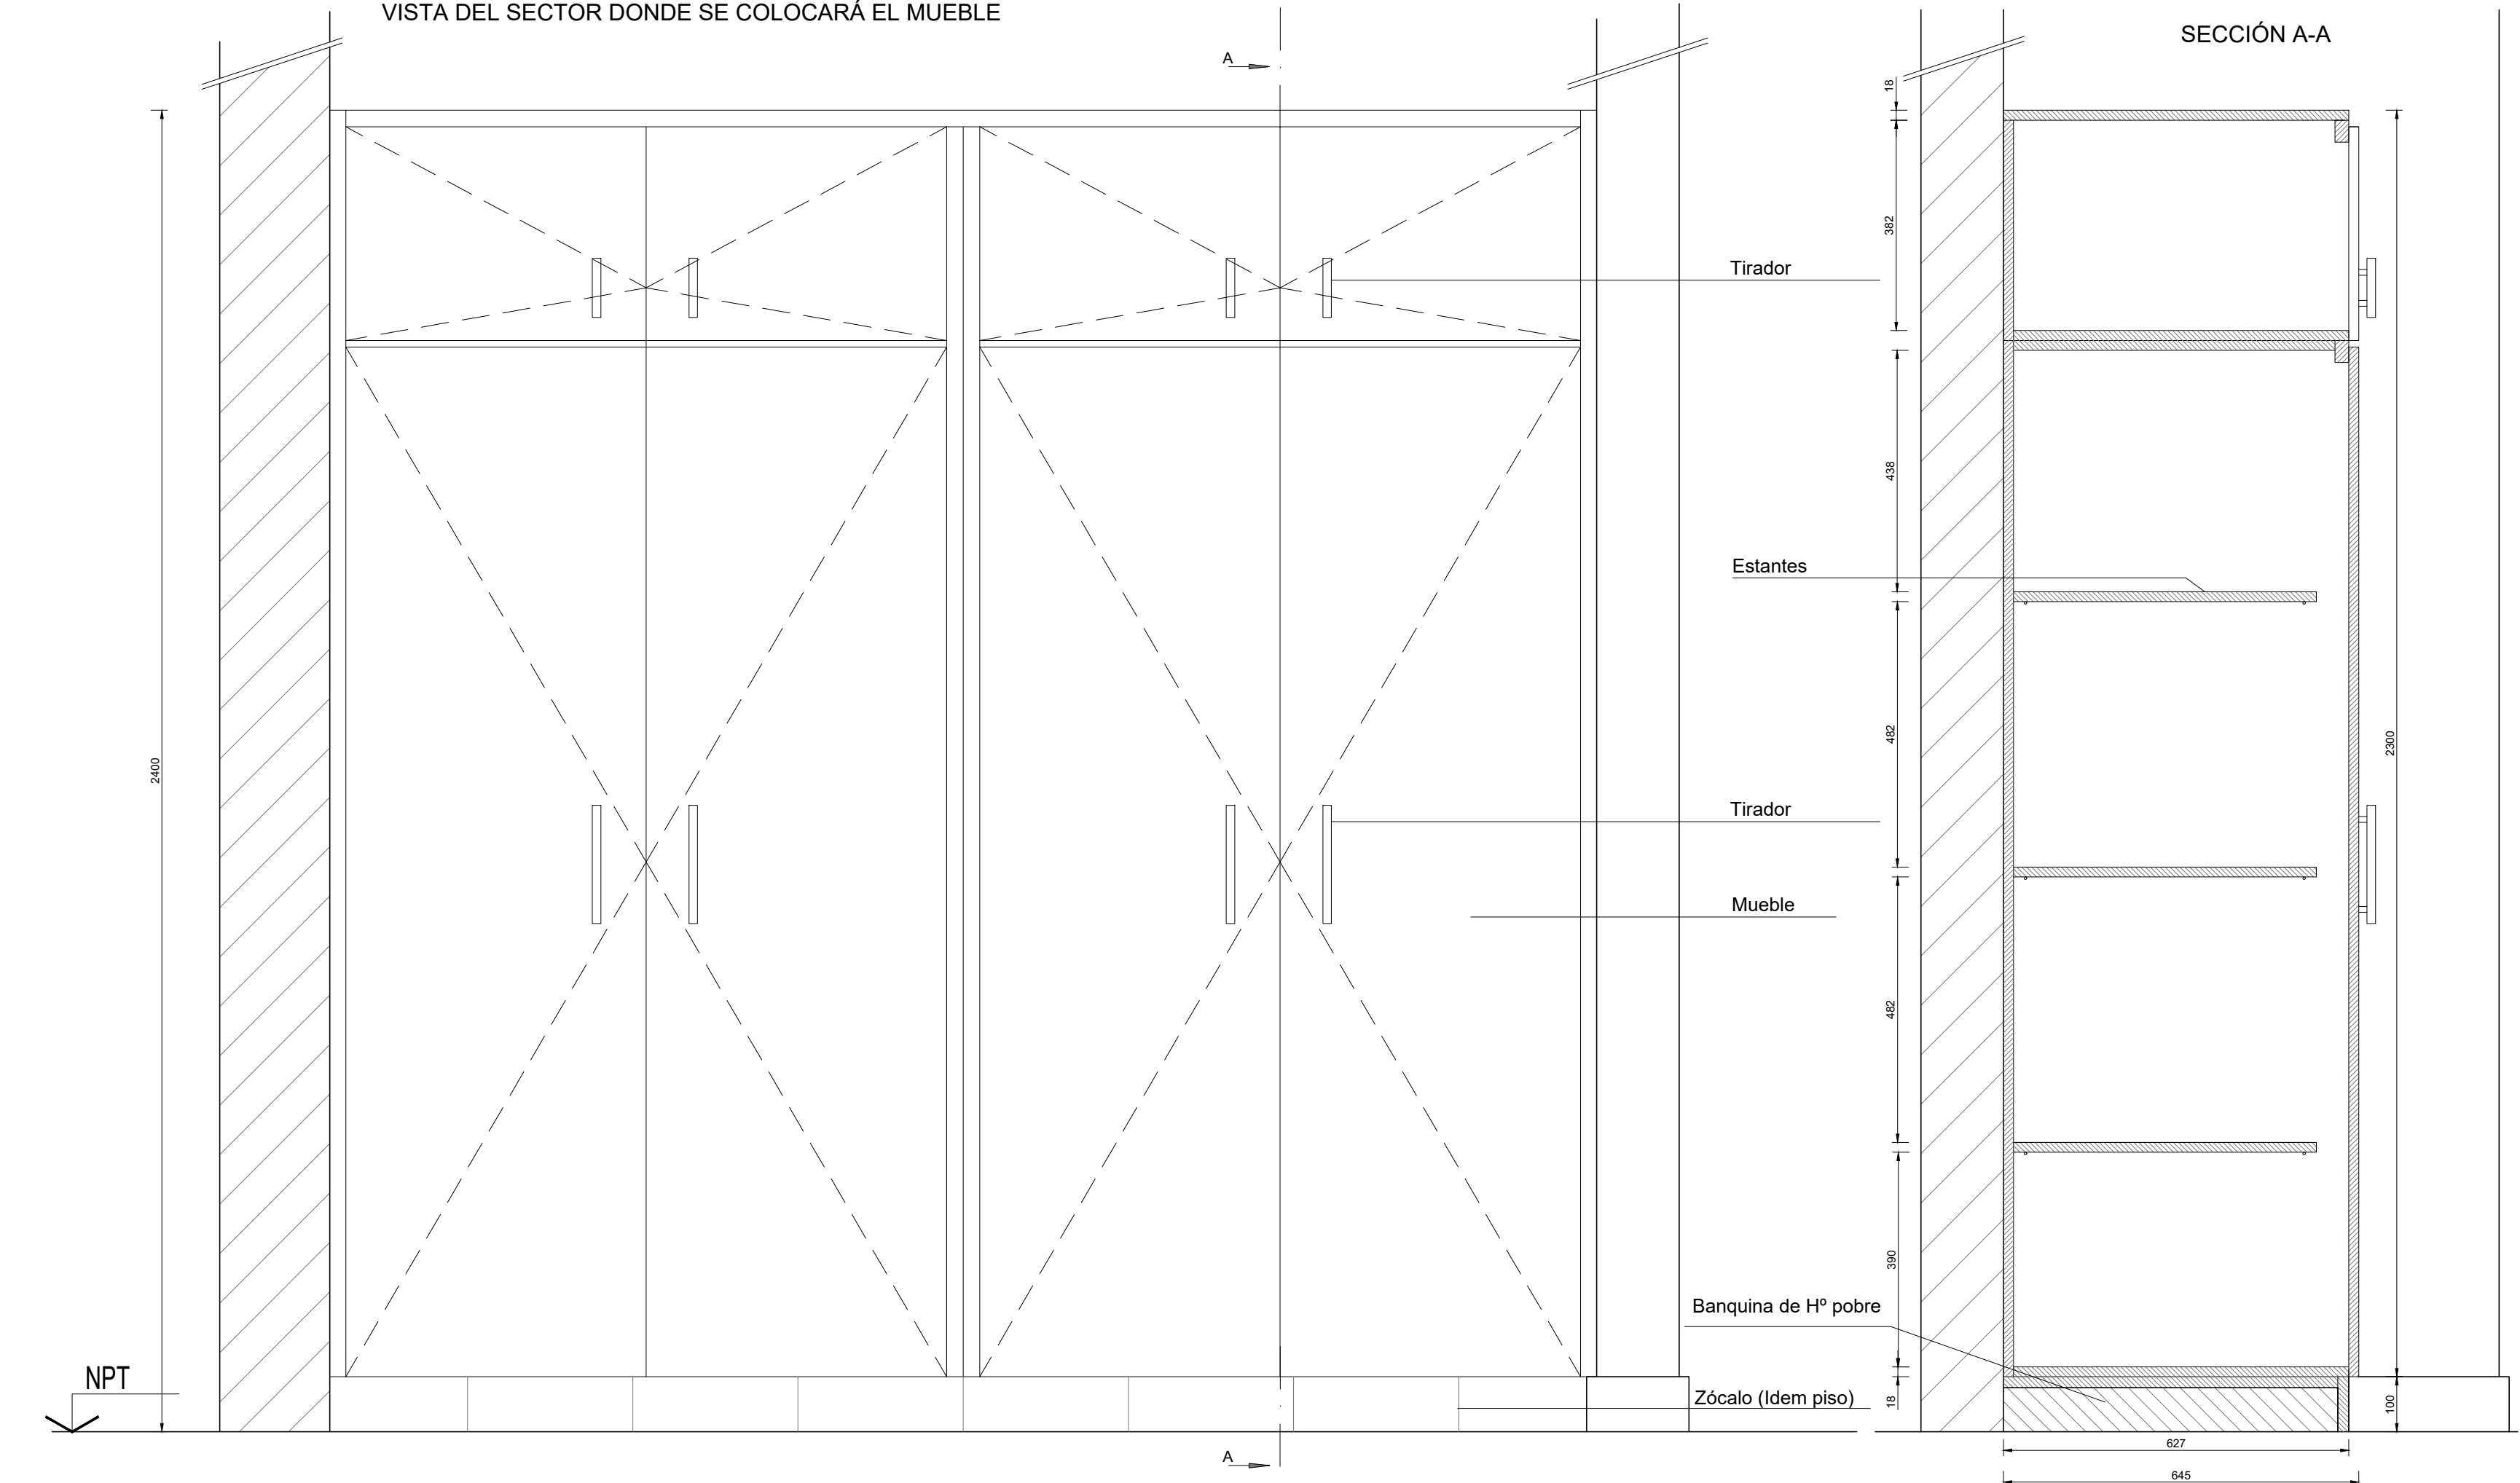 VISTA DEL SECTOR DONDE SE COLOCARÁ EL MUEBLE
SECCIÓN A-A
A
18
382
Tirador
438
Estantes
2400
482
2300
Tirador
Mueble
482
390
Banquina de Hº pobre
NPT
Zócalo (Idem piso)
18
100
A
627
645